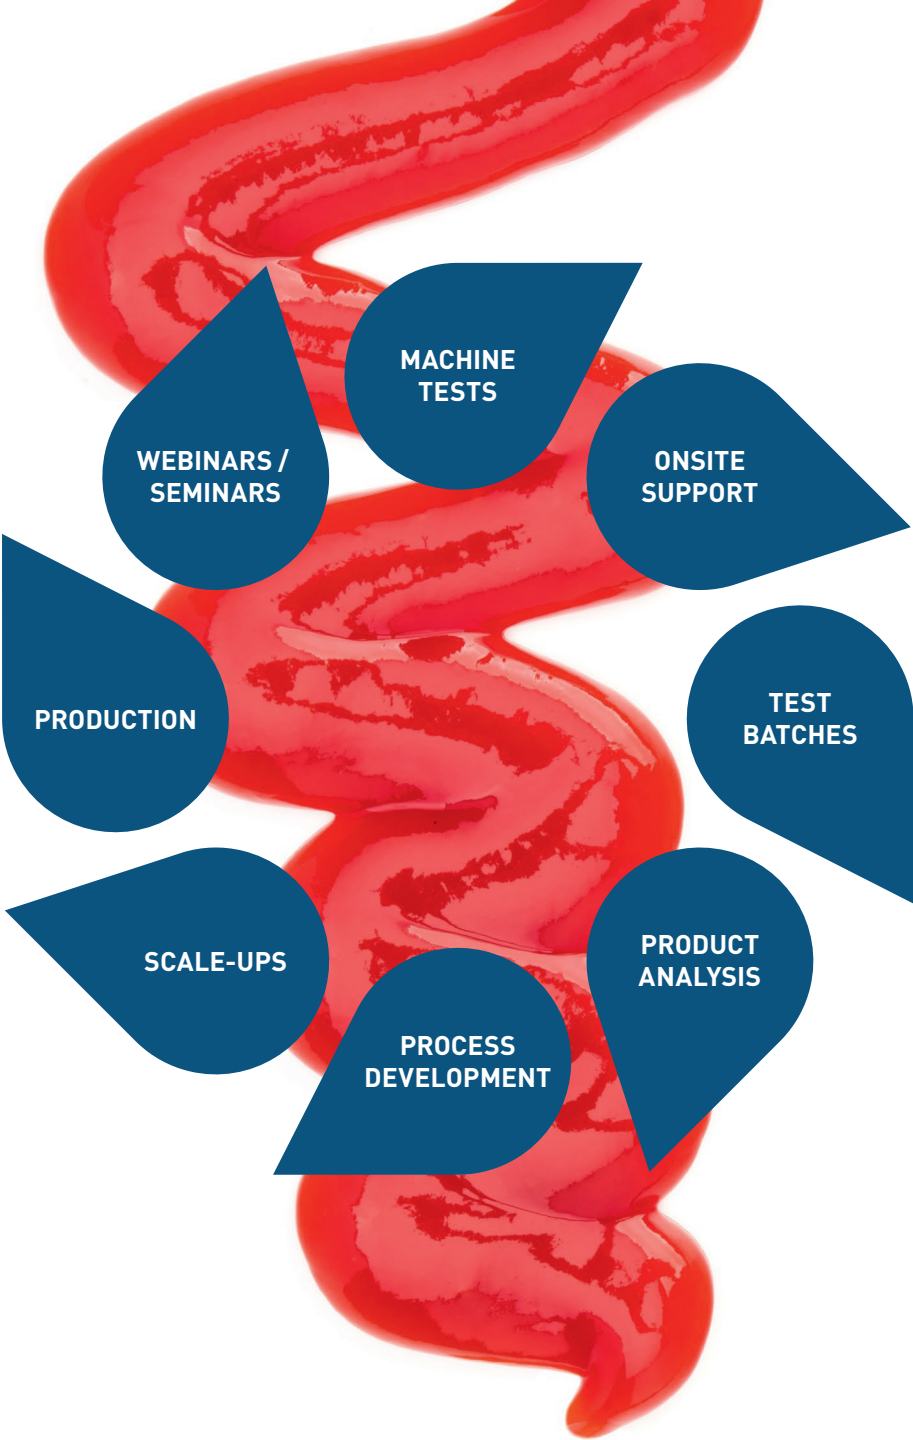 MACHINE
TESTS
WEBINARS /
SEMINARS
ONSITE
SUPPORT
PRODUCTION
TEST
BATCHES
SCALE-UPS
PRODUCT
ANALYSIS
PROCESS
DEVELOPMENT